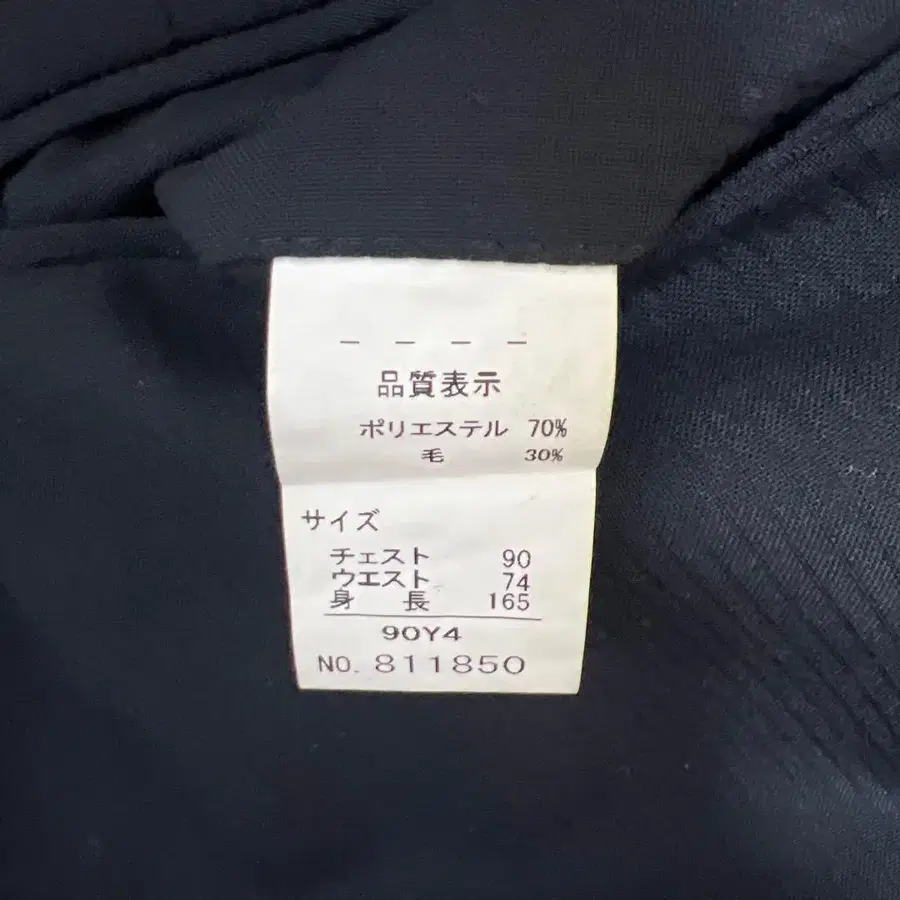 — — — —
品質表示
ポリエステル 70%
毛 30%
サイズ
チェスト 90
ウエスト 74
身長 165
90Y4
NO. 811850